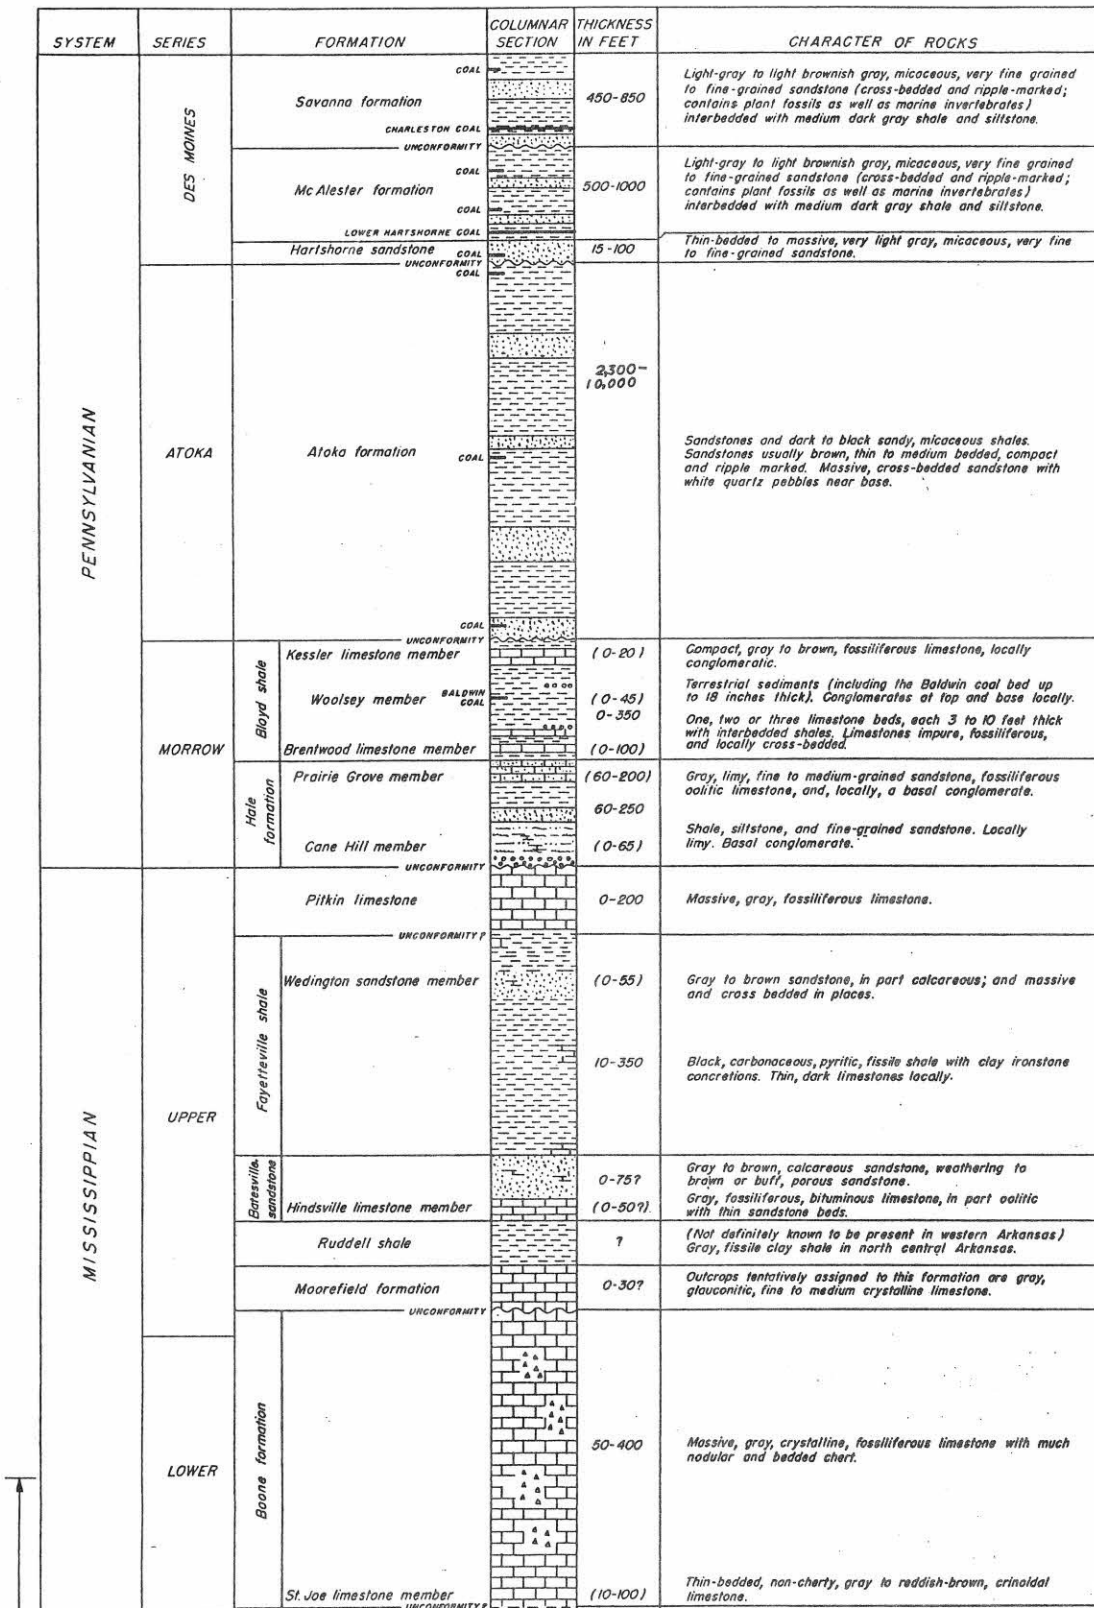 SYSTEM SERIES FORMATION COLUMNAR SECTION THICKNESS IN FEET CHARACTER OF ROCKS
PENNSYLVANIAN
DES MOINES
COAL
Savanna formation
450-850
Light-gray to light brownish gray, micaceous, very fine grained
to fine-grained sandstone (cross-bedded and ripple-marked;
contains plant fossils as well as marine invertebrates)
interbedded with medium dark gray shale and siltstone.
CHARLESTON COAL
UNCONFORMITY
COAL
Mc Alester formation
500-1000
Light-gray to light brownish gray, micaceous, very fine grained
to fine-grained sandstone (cross-bedded and ripple-marked;
contains plant fossils as well as marine invertebrates)
interbedded with medium dark gray shale and siltstone.
COAL
LOWER HARTSHORNE COAL
Hartshorne sandstone
COAL
15-100
Thin-bedded to massive, very light gray, micaceous, very fine
to fine-grained sandstone.
UNCONFORMITY
COAL
ATOKA
Atoka formation
COAL
2,300-
10,000
Sandstones and dark to black sandy, micaceous shales.
Sandstones usually brown, thin to medium bedded, compact
and ripple marked. Massive, cross-bedded sandstone with
white quartz pebbles near base.
COAL
UNCONFORMITY
MORROW
Bloyd shale
Kessler limestone member
(0-20)
Compact, gray to brown, fossiliferous limestone, locally
conglomeratic.
Woolsey member
BALDWIN
COAL
(0-45)
0-350
Terrestrial sediments (including the Baldwin coal bed up
to 18 inches thick). Conglomerates at top and base locally.
One, two or three limestone beds, each 3 to 10 feet thick
with interbedded shales. Limestones impure, fossiliferous,
and locally cross-bedded.
Brentwood limestone member
(0-100)
Hale
formation
Prairie Grove member
(60-200)
Gray, limy, fine to medium-grained sandstone, fossiliferous
oolitic limestone, and, locally, a basal conglomerate.
60-250
Cane Hill member
(0-65)
Shale, siltstone, and fine-grained sandstone. Locally
limy. Basal conglomerate.
UNCONFORMITY
MISSISSIPPIAN
UPPER
Pitkin limestone
0-200
Massive, gray, fossiliferous limestone.
UNCONFORMITY ?
Fayetteville shale
Wedington sandstone member
(0-55)
Gray to brown sandstone, in part calcareous; and massive
and cross bedded in places.
10-350
Black, carbonaceous, pyritic, fissile shale with clay ironstone
concretions. Thin, dark limestones locally.
Batesville
sandstone
0-75?
Gray to brown, calcareous sandstone, weathering to
brown or buff, porous sandstone.
Hindsville limestone member
(0-50?)
Gray, fossiliferous, bituminous limestone, in part oolitic
with thin sandstone beds.
Ruddell shale
?
(Not definitely known to be present in western Arkansas)
Gray, fissile clay shale in north central Arkansas.
Moorefield formation
0-30?
Outcrops tentatively assigned to this formation are gray,
glauconitic, fine to medium crystalline limestone.
UNCONFORMITY
LOWER
Boone formation
50-400
Massive, gray, crystalline, fossiliferous limestone with much
nodular and bedded chert.
St. Joe limestone member
(10-100)
Thin-bedded, non-cherty, gray to reddish-brown, crinoidal
limestone.
UNCONFORMITY ?